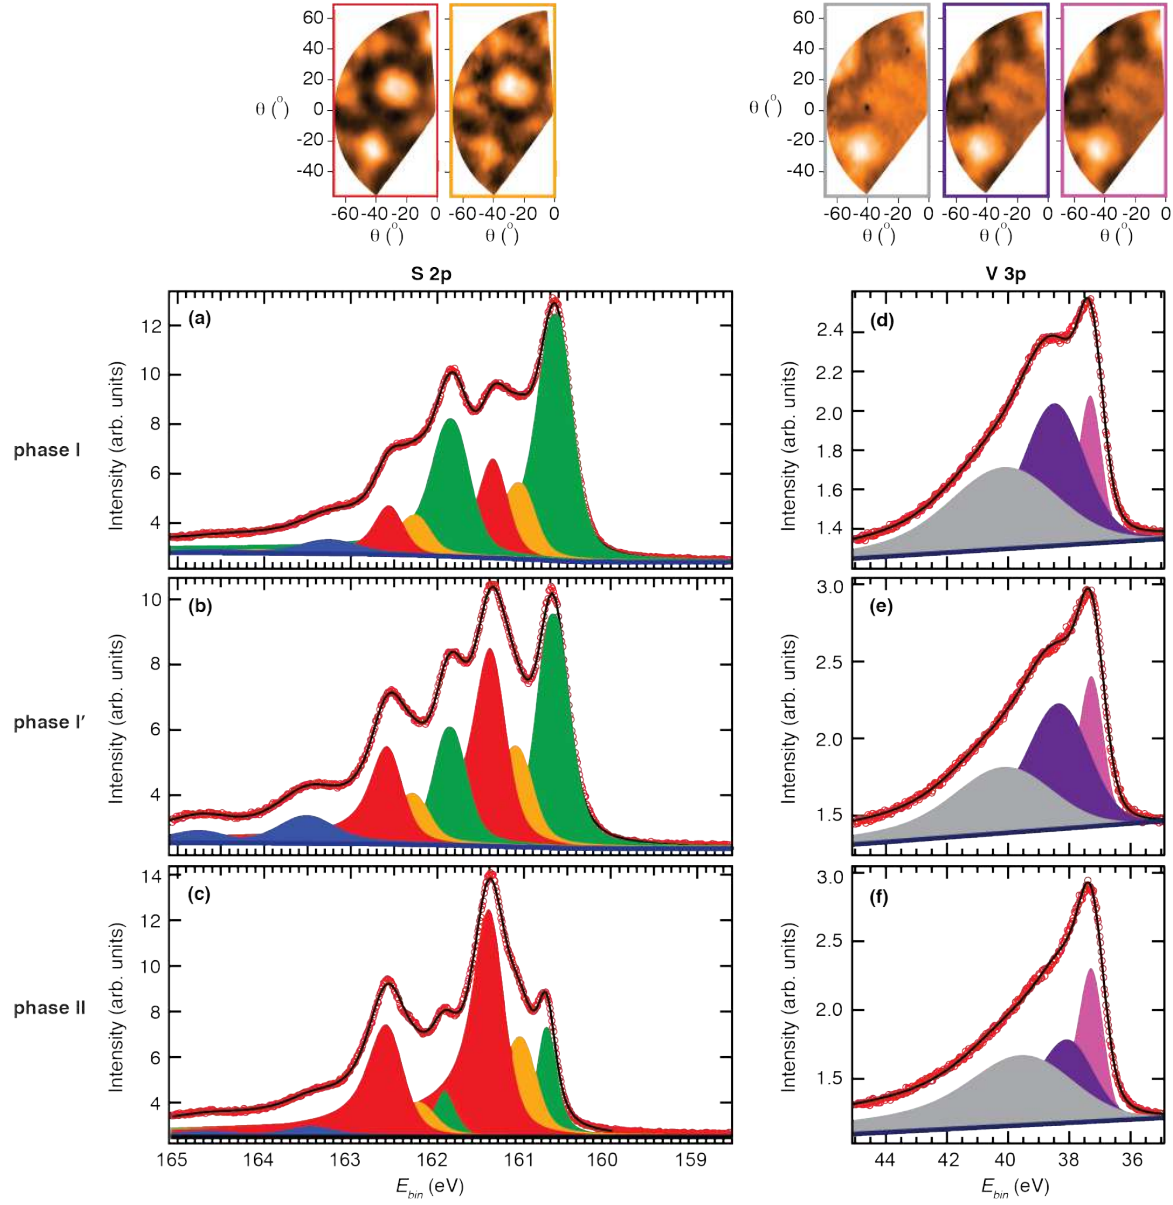 60
40
20
θ (°)
0
-20
-40
-60 -40 -20 0
θ (°)
0
-60 -40 -20
θ (°)
60
40
20
θ (°)
0
-20
-40
-60 -40 -20 0
θ (°)
-60 -40 -20 0
θ (°)
-60 -40 -20 0
θ (°)
S 2p
V 3p
phase I
Intensity (arb. units)
12
10
8
6
4
(a)
Intensity (arb. units)
2.4
2.2
2.0
1.8
1.6
1.4
(d)
phase I′
Intensity (arb. units)
10
8
6
4
(b)
Intensity (arb. units)
3.0
2.5
2.0
1.5
(e)
phase II
Intensity (arb. units)
14
12
10
8
6
4
(c)
165 164 163 162 161 160 159
E_bin (eV)
Intensity (arb. units)
3.0
2.5
2.0
1.5
(f)
44 42 40 38 36
E_bin (eV)